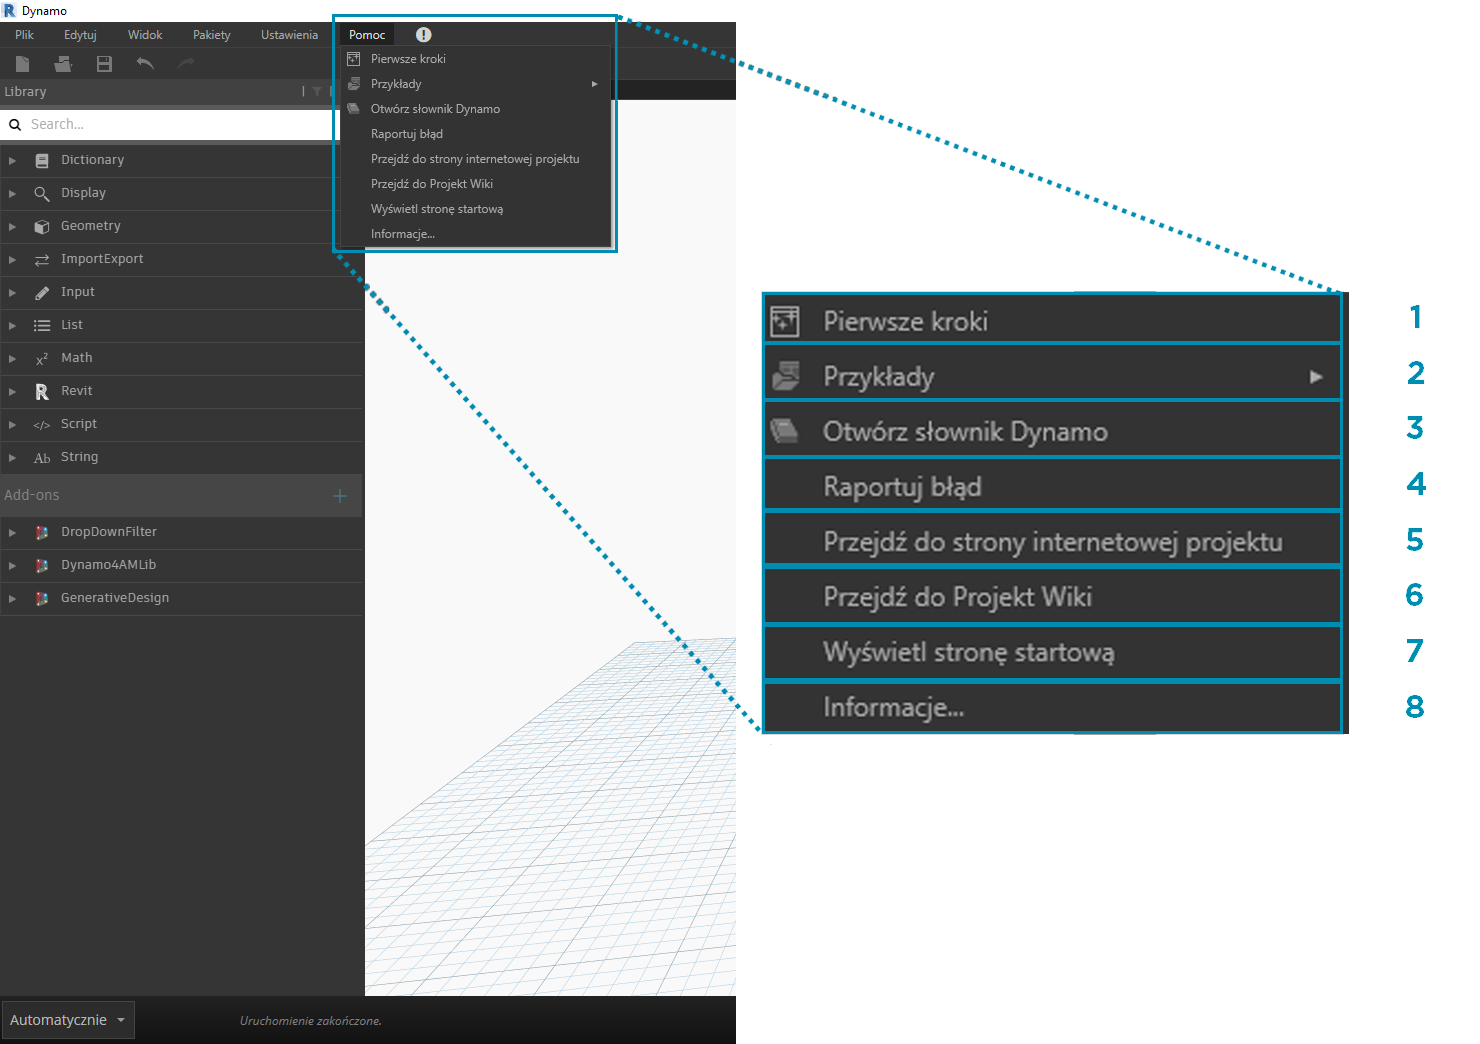 Dynamo
Plik Edytuj Widok Pakiety Ustawienia Pomoc
Pierwsze kroki
Przykłady
Otwórz słownik Dynamo
Raportuj błąd
Przejdź do strony internetowej projektu
Przejdź do Projekt Wiki
Wyświetl stronę startową
Informacje...
Library
Search...
Dictionary
Display
Geometry
ImportExport
Input
List
Math
Revit
Script
String
Add-ons
DropDownFilter
Dynamo4AMLib
GenerativeDesign
Automatycznie
Uruchomienie zakończone.
Pierwsze kroki 1
Przykłady 2
Otwórz słownik Dynamo 3
Raportuj błąd 4
Przejdź do strony internetowej projektu 5
Przejdź do Projekt Wiki 6
Wyświetl stronę startową 7
Informacje... 8